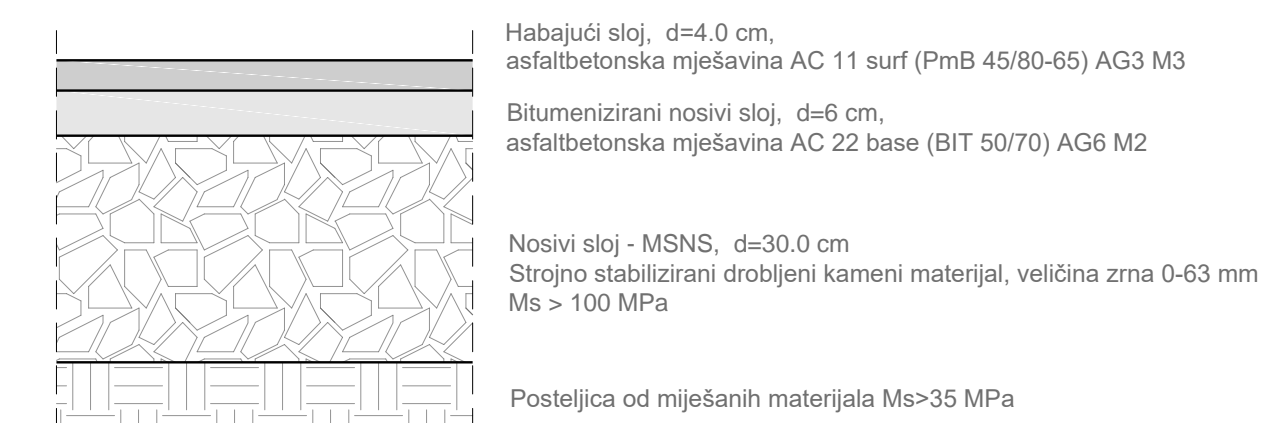 Habajući sloj, d=4.0 cm,
asfaltbetonska mješavina AC 11 surf (PmB 45/80-65) AG3 M3
Bitumenizirani nosivi sloj, d=6 cm,
asfaltbetonska mješavina AC 22 base (BIT 50/70) AG6 M2
Nosivi sloj - MSNS, d=30.0 cm
Strojno stabilizirani drobljeni kameni materijal, veličina zrna 0-63 mm
Ms > 100 MPa
Posteljica od miješanih materijala Ms>35 MPa